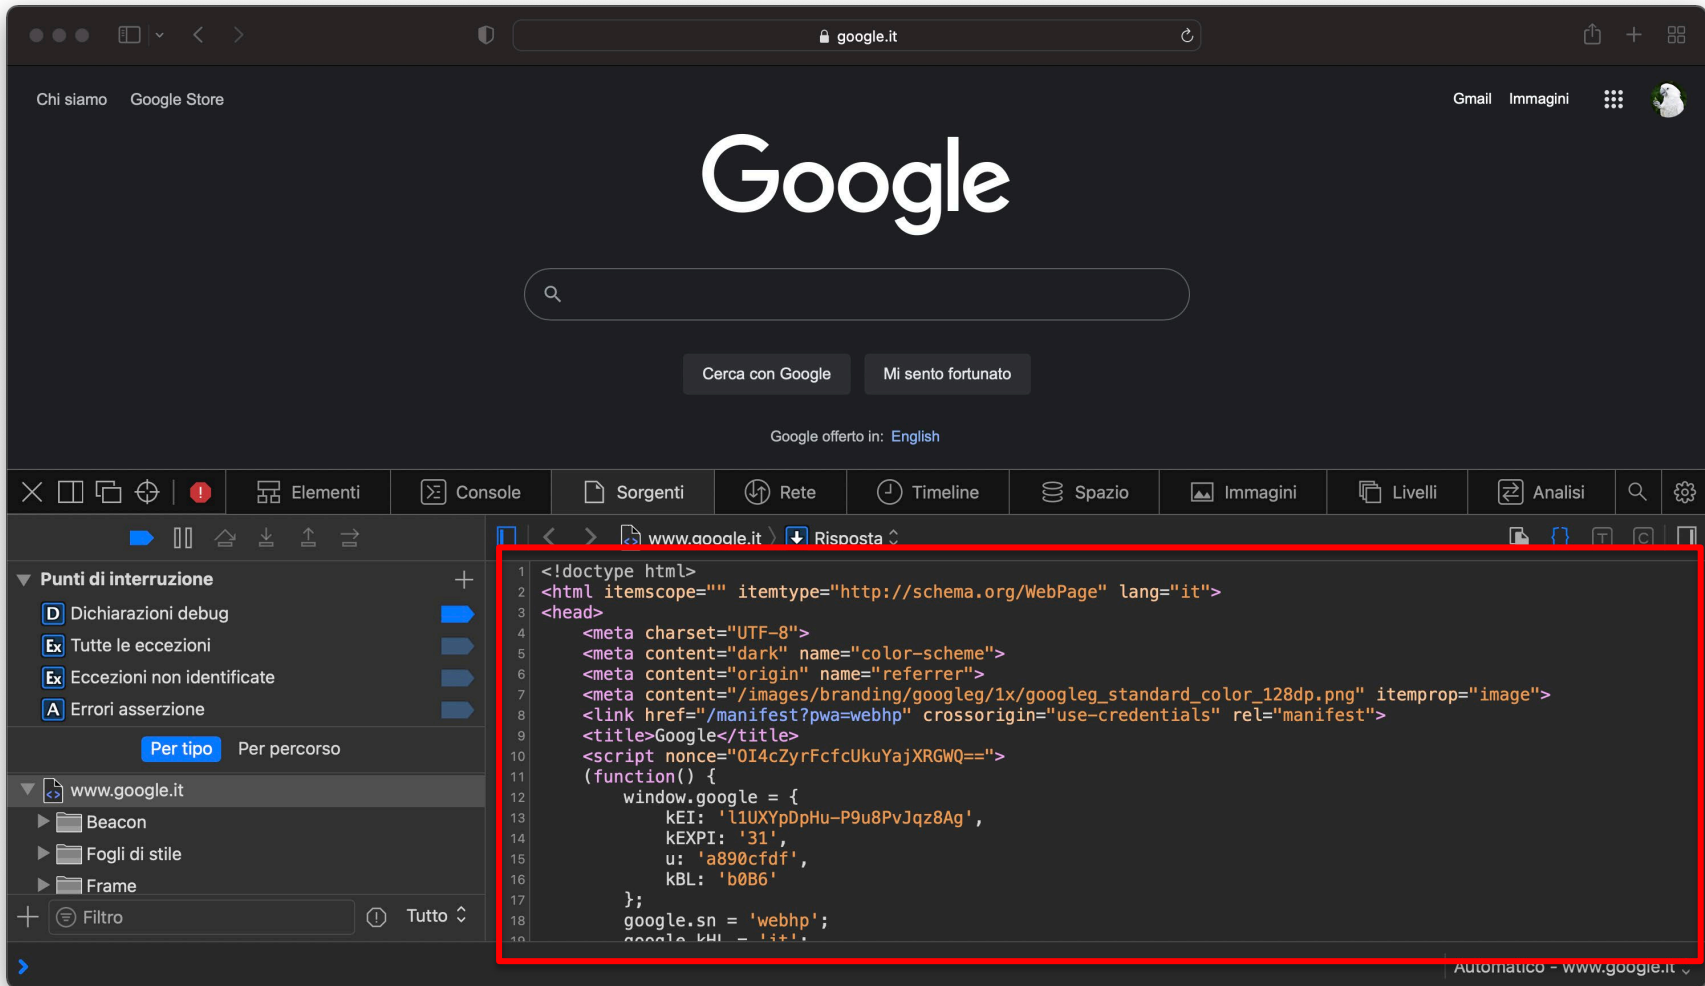 google.it
Chi siamo Google Store
Gmail Immagini
Google
Cerca con Google Mi sento fortunato
Google offerto in: English
Elementi Console Sorgenti Rete Timeline Spazio Immagini Livelli Analisi
www.google.it Risposta
T C
Punti di interruzione
D Dichiarazioni debug
Ex Tutte le eccezioni
Ex Eccezioni non identificate
A Errori asserzione
Per tipo Per percorso
www.google.it
Beacon
Fogli di stile
Frame
Filtro Tutto
1 <!doctype html>
2 <html itemscope="" itemtype="http://schema.org/WebPage" lang="it">
3 <head>
4 <meta charset="UTF-8">
5 <meta content="dark" name="color-scheme">
6 <meta content="origin" name="referrer">
7 <meta content="/images/branding/googleg/1x/googleg_standard_color_128dp.png" itemprop="image">
8 <link href="/manifest?pwa=webhp" crossorigin="use-credentials" rel="manifest">
9 <title>Google</title>
10 <script nonce="OI4cZyrFcfcUkuYajXRGWQ==">
11 (function() {
12 window.google = {
13 kEI: 'l1UXYpDpHu-P9u8PvJqz8Ag',
14 kEXPI: '31',
15 u: 'a890cfdf',
16 kBL: 'b0B6'
17 };
18 google.sn = 'webhp';
19 google.kHL = 'it';
Automatico - www.google.it